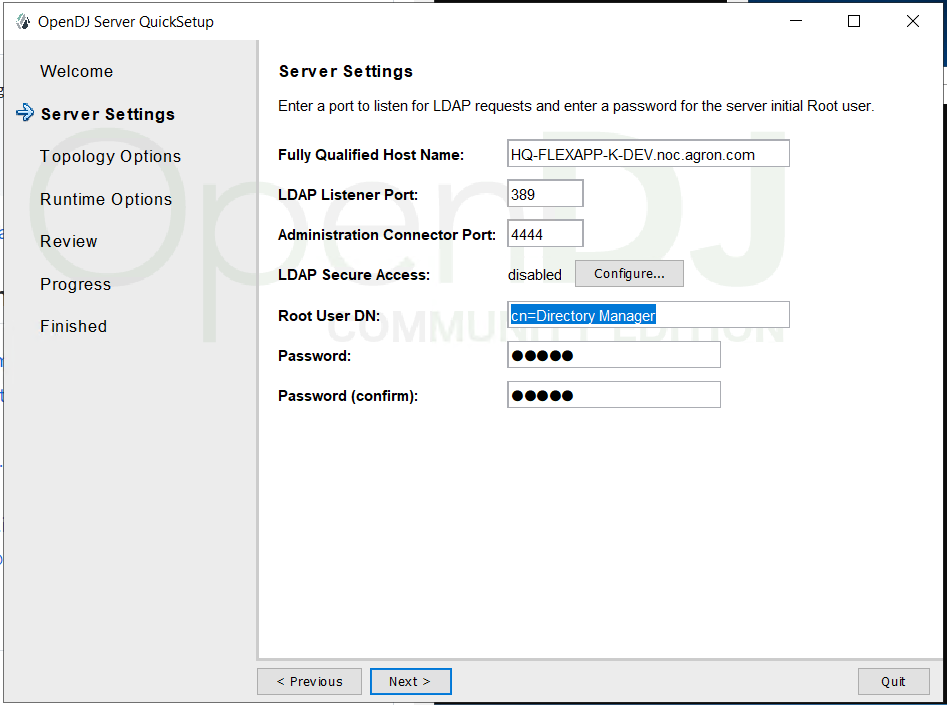 OpenDJ Server QuickSetup
Welcome
Server Settings
Topology Options
Runtime Options
Review
Progress
Finished
OpenDJ
COMMUNITY EDITION
Server Settings
Enter a port to listen for LDAP requests and enter a password for the server initial Root user.
Fully Qualified Host Name: HQ-FLEXAPP-K-DEV.noc.agron.com
LDAP Listener Port: 389
Administration Connector Port: 4444
LDAP Secure Access: disabled Configure...
Root User DN: cn=Directory Manager
Password: ●●●●●
Password (confirm): ●●●●●
< Previous Next > Quit